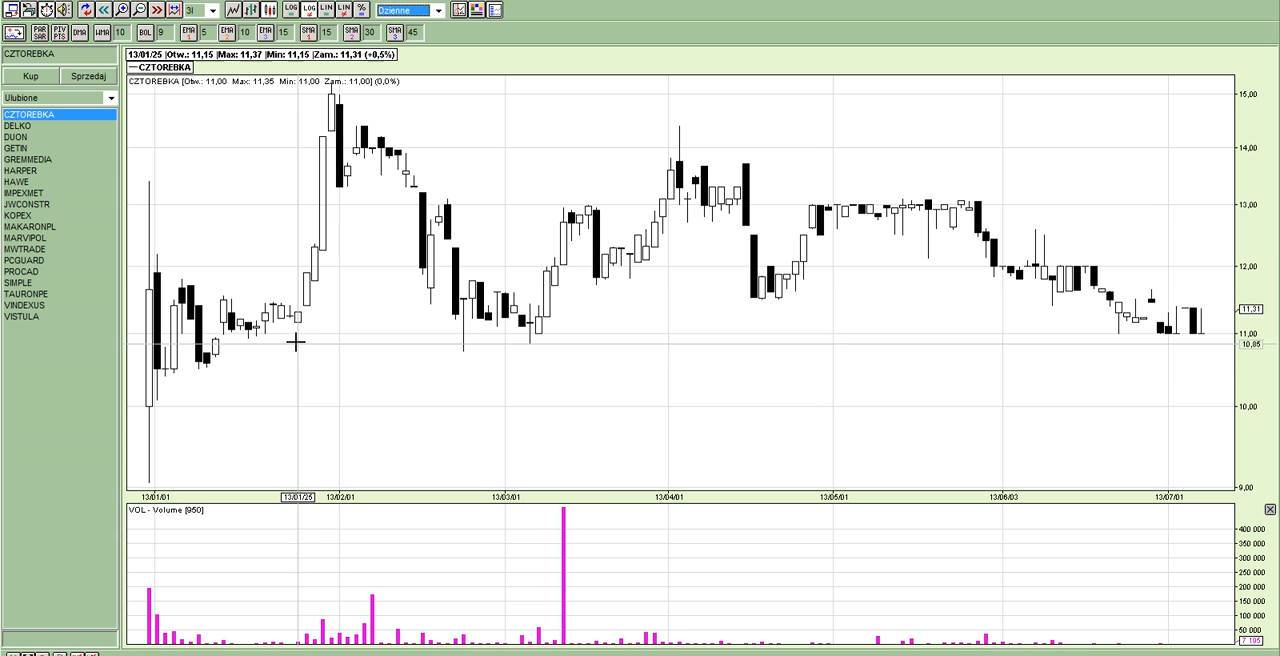 3l LOG LOG LIN LIN % Dzienne
PAR SAR PIV PTS DMA WMA 10 BOL 9 EMA 1 5 EMA 2 10 EMA 3 15 SMA 1 15 SMA 2 30 SMA 3 45
CZTOREBKA
Kup Sprzedaj
Ulubione
CZTOREBKA
DELKO
DUON
GETIN
GREMMEDIA
HARPER
HAWE
IMPEXMET
JWCONSTR
KOPEX
MAKARONPL
MARVIPOL
MWTRADE
PCGUARD
PROCAD
SIMPLE
TAURONPE
VINDEXUS
VISTULA
13/01/25 |Otw.: 11,15 |Max: 11,37 |Min: 11,15 |Zam.: 11,31 (+0,5%)
CZTOREBKA
CZTOREBKA [Otw.: 11,00 Max: 11,35 Min: 11,00 Zam.: 11,00] (0,0%)
15,00
14,00
13,00
12,00
11,31
11,00
10,85
10,00
9,00
13/01/01 13/01/25 13/02/01 13/03/01 13/04/01 13/05/01 13/06/03 13/07/01
VOL - Volume [950]
400 000
350 000
300 000
250 000
200 000
150 000
100 000
50 000
7 195